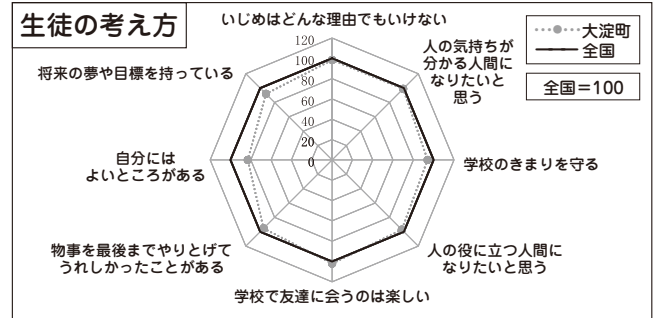 生徒の考え方
いじめはどんな理由でもいけない
大淀町
全国
全国＝100
人の気持ちが
分かる人間に
なりたいと
思う
学校のきまりを守る
人の役に立つ人間に
なりたいと思う
学校で友達に会うのは楽しい
物事を最後までやりとげて
うれしかったことがある
自分には
よいところがある
将来の夢や目標を持っている
120
100
80
60
40
20
0